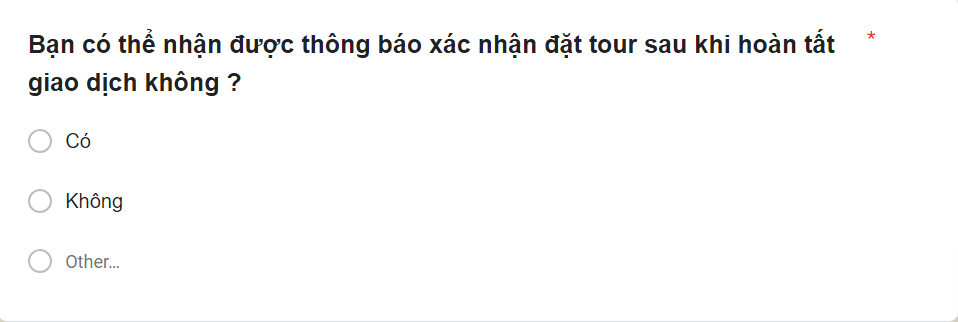 Bạn có thể nhận được thông báo xác nhận đặt tour sau khi hoàn tất *
giao dịch không ?
Có
Không
Other...